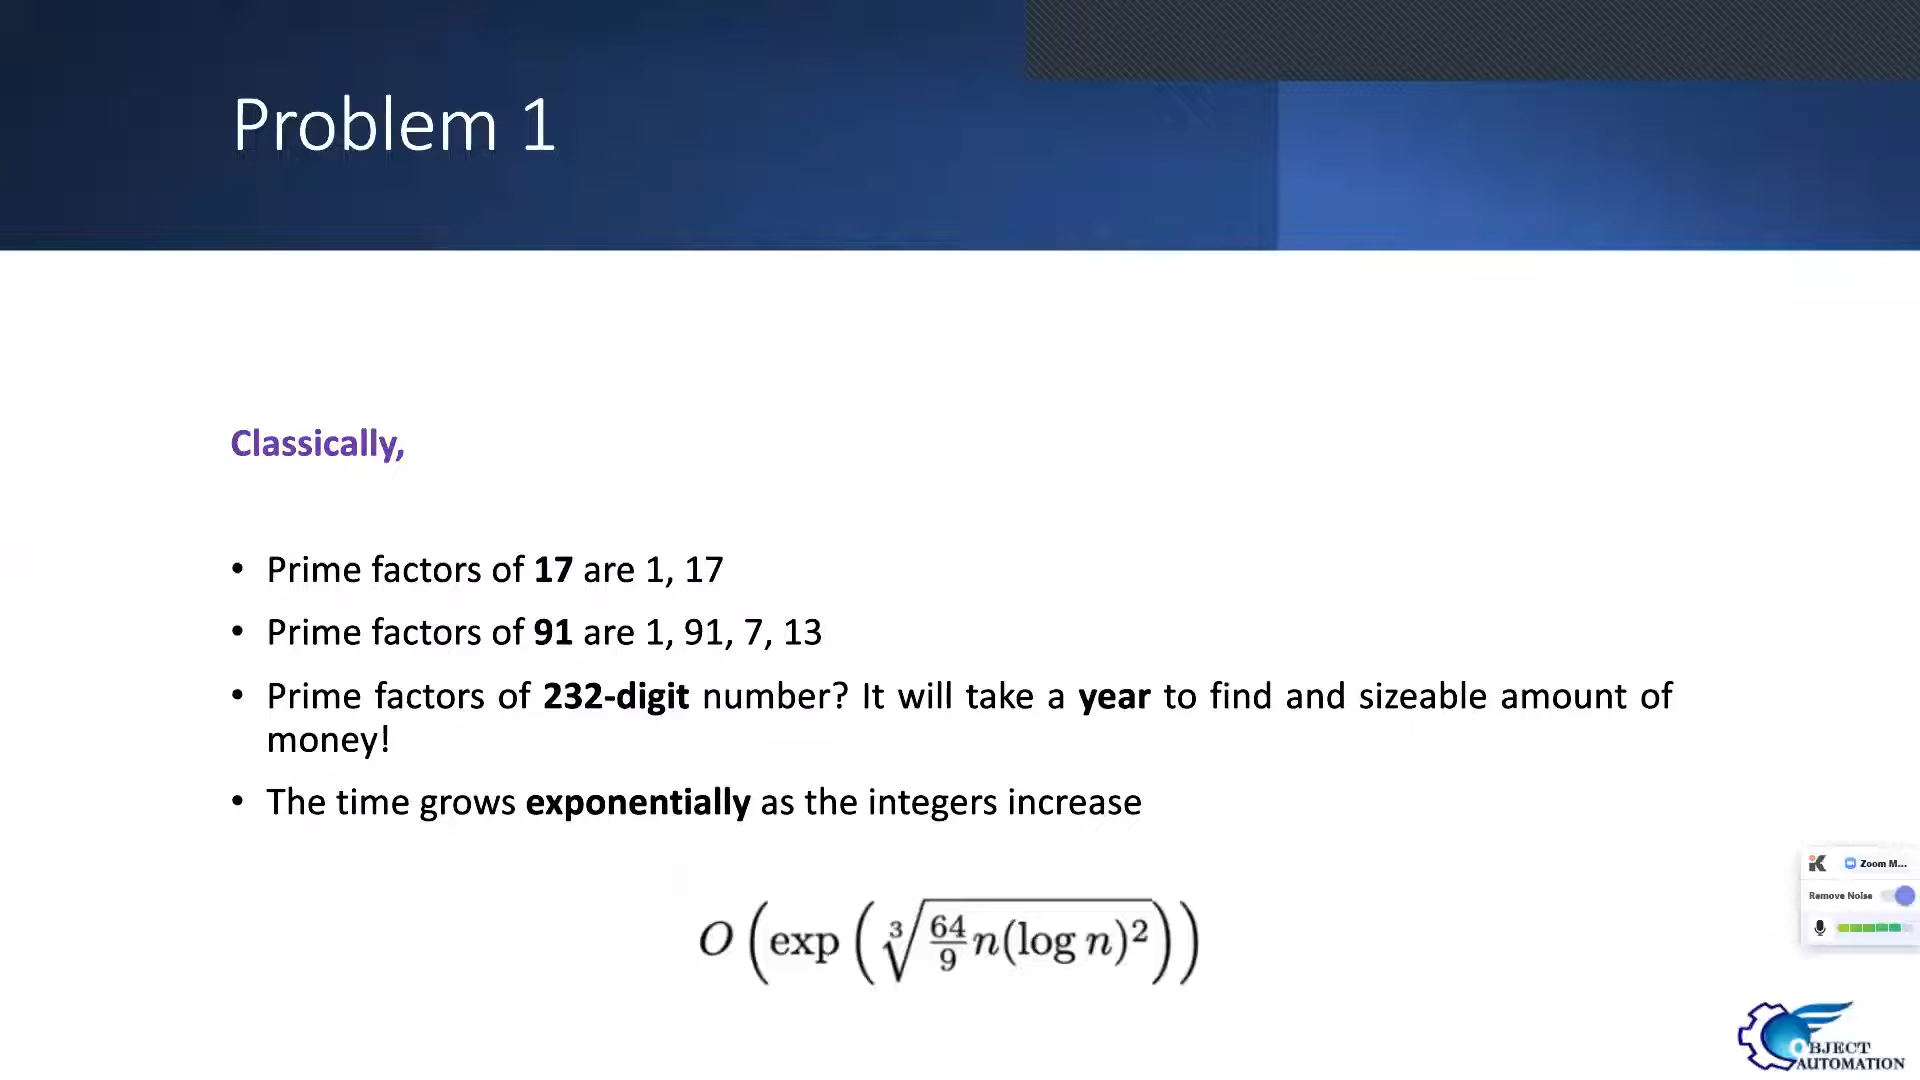 Problem 1
Classically,
• Prime factors of 17 are 1, 17
• Prime factors of 91 are 1, 91, 7, 13
• Prime factors of 232-digit number? It will take a year to find and sizeable amount of
money!
• The time grows exponentially as the integers increase
O(exp(∛(64/9 n(log n)2)))
Zoom M...
Remove Noise
OBJECT
AUTOMATION